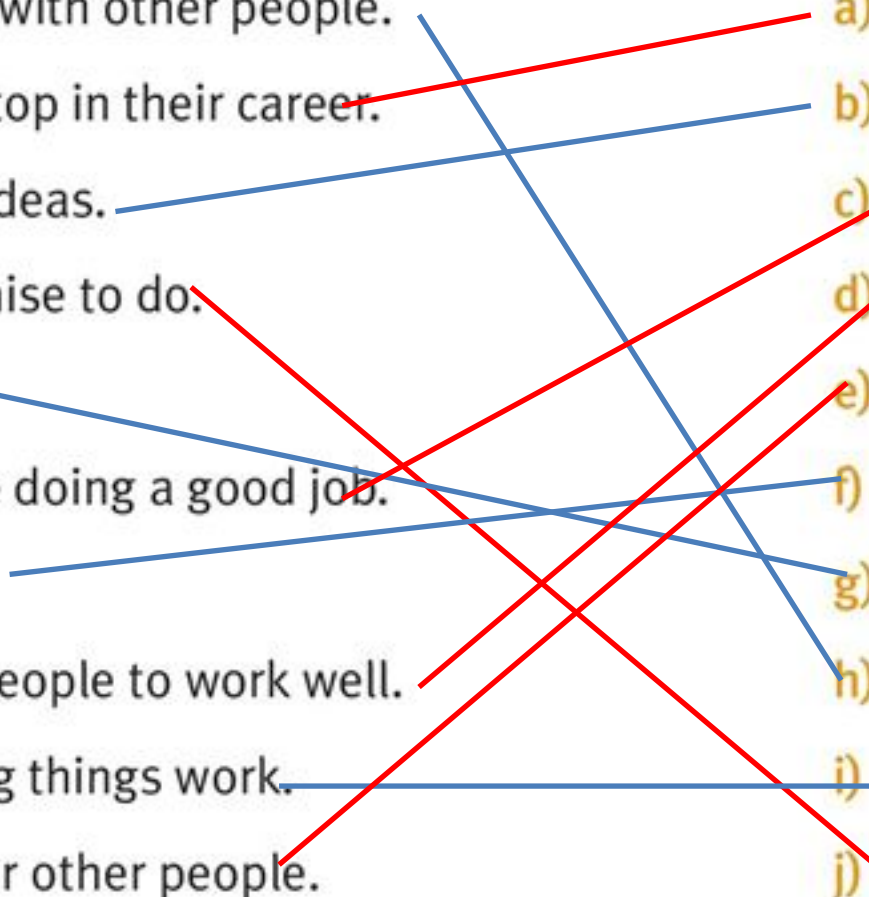 with other people. a)
top in their career. b)
deas. c)
ise to do. d)
e)
doing a good job. f)
g)
eople to work well. h)
g things work. i)
r other people. j)